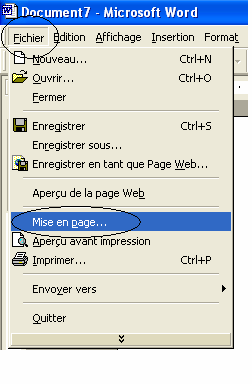 Document7 - Microsoft Word
Fichier Edition Affichage Insertion Format
Nouveau... Ctrl+N
Ouvrir... Ctrl+O
Fermer
Enregistrer Ctrl+S
Enregistrer sous...
Enregistrer en tant que Page Web...
Aperçu de la page Web
Mise en page...
Aperçu avant impression
Imprimer... Ctrl+P
Envoyer vers
Quitter